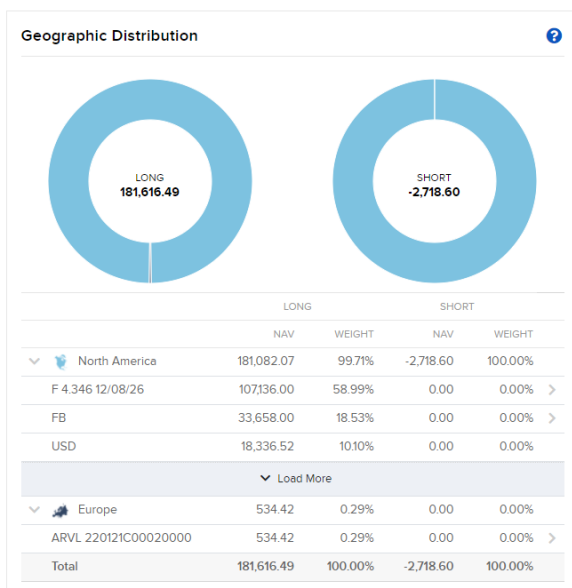 Geographic Distribution ?
LONG
181,616.49
SHORT
-2,718.60
LONG SHORT
NAV WEIGHT NAV WEIGHT
North America 181,082.07 99.71% -2,718.60 100.00%
F 4.346 12/08/26 107,136.00 58.99% 0.00 0.00%
FB 33,658.00 18.53% 0.00 0.00%
USD 18,336.52 10.10% 0.00 0.00%
Load More
Europe 534.42 0.29% 0.00 0.00%
ARVL 220121C00020000 534.42 0.29% 0.00 0.00%
Total 181,616.49 100.00% -2,718.60 100.00%